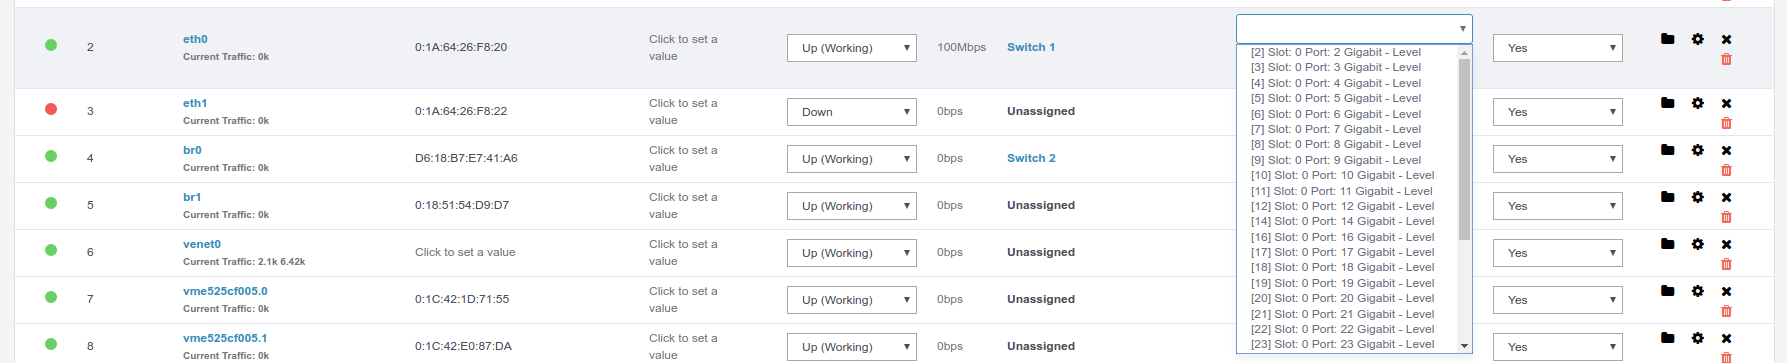 2 eth0 0:1A:64:26:F8:20 Click to set a value Up (Working) 100Mbps Switch 1 Yes
Current Traffic: 0k
3 eth1 0:1A:64:26:F8:22 Click to set a value Down 0bps Unassigned Yes
Current Traffic: 0k
4 br0 D6:18:B7:E7:41:A6 Click to set a value Up (Working) 0bps Switch 2 Yes
Current Traffic: 0k
5 br1 0:18:51:54:D9:D7 Click to set a value Up (Working) 0bps Unassigned Yes
Current Traffic: 0k
6 venet0 Click to set a value Click to set a value Up (Working) 0bps Unassigned Yes
Current Traffic: 2.1k 6.42k
7 vme525cf005.0 0:1C:42:1D:71:55 Click to set a value Up (Working) 0bps Unassigned Yes
Current Traffic: 0k
8 vme525cf005.1 0:1C:42:E0:87:DA Click to set a value Up (Working) 0bps Unassigned Yes
Current Traffic: 0k
[2] Slot: 0 Port: 2 Gigabit - Level
[3] Slot: 0 Port: 3 Gigabit - Level
[4] Slot: 0 Port: 4 Gigabit - Level
[5] Slot: 0 Port: 5 Gigabit - Level
[6] Slot: 0 Port: 6 Gigabit - Level
[7] Slot: 0 Port: 7 Gigabit - Level
[8] Slot: 0 Port: 8 Gigabit - Level
[9] Slot: 0 Port: 9 Gigabit - Level
[10] Slot: 0 Port: 10 Gigabit - Level
[11] Slot: 0 Port: 11 Gigabit - Level
[12] Slot: 0 Port: 12 Gigabit - Level
[14] Slot: 0 Port: 14 Gigabit - Level
[16] Slot: 0 Port: 16 Gigabit - Level
[17] Slot: 0 Port: 17 Gigabit - Level
[18] Slot: 0 Port: 18 Gigabit - Level
[19] Slot: 0 Port: 19 Gigabit - Level
[20] Slot: 0 Port: 20 Gigabit - Level
[21] Slot: 0 Port: 21 Gigabit - Level
[22] Slot: 0 Port: 22 Gigabit - Level
[23] Slot: 0 Port: 23 Gigabit - Level